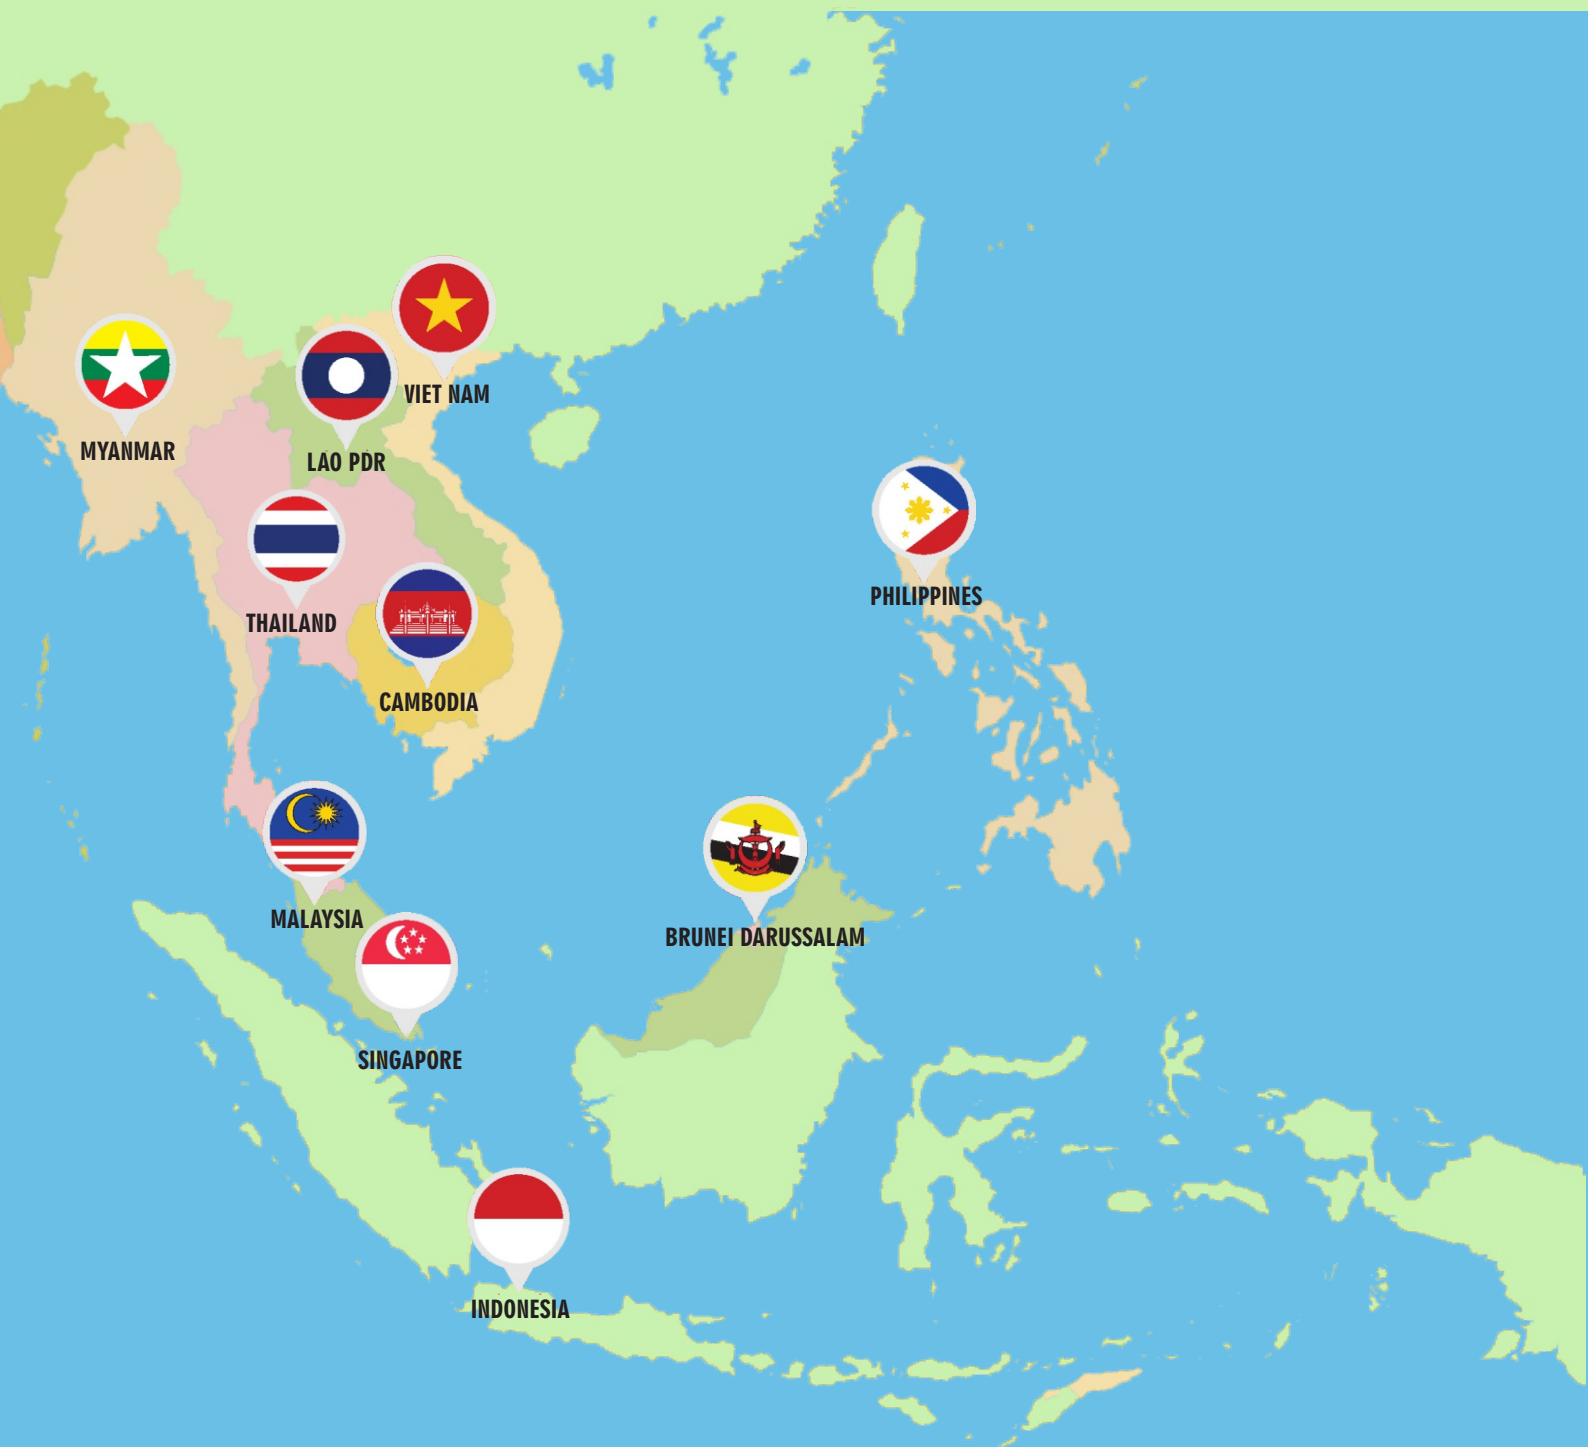 VIET NAM
MYANMAR
LAO PDR
PHILIPPINES
THAILAND
CAMBODIA
MALAYSIA
BRUNEI DARUSSALAM
SINGAPORE
INDONESIA